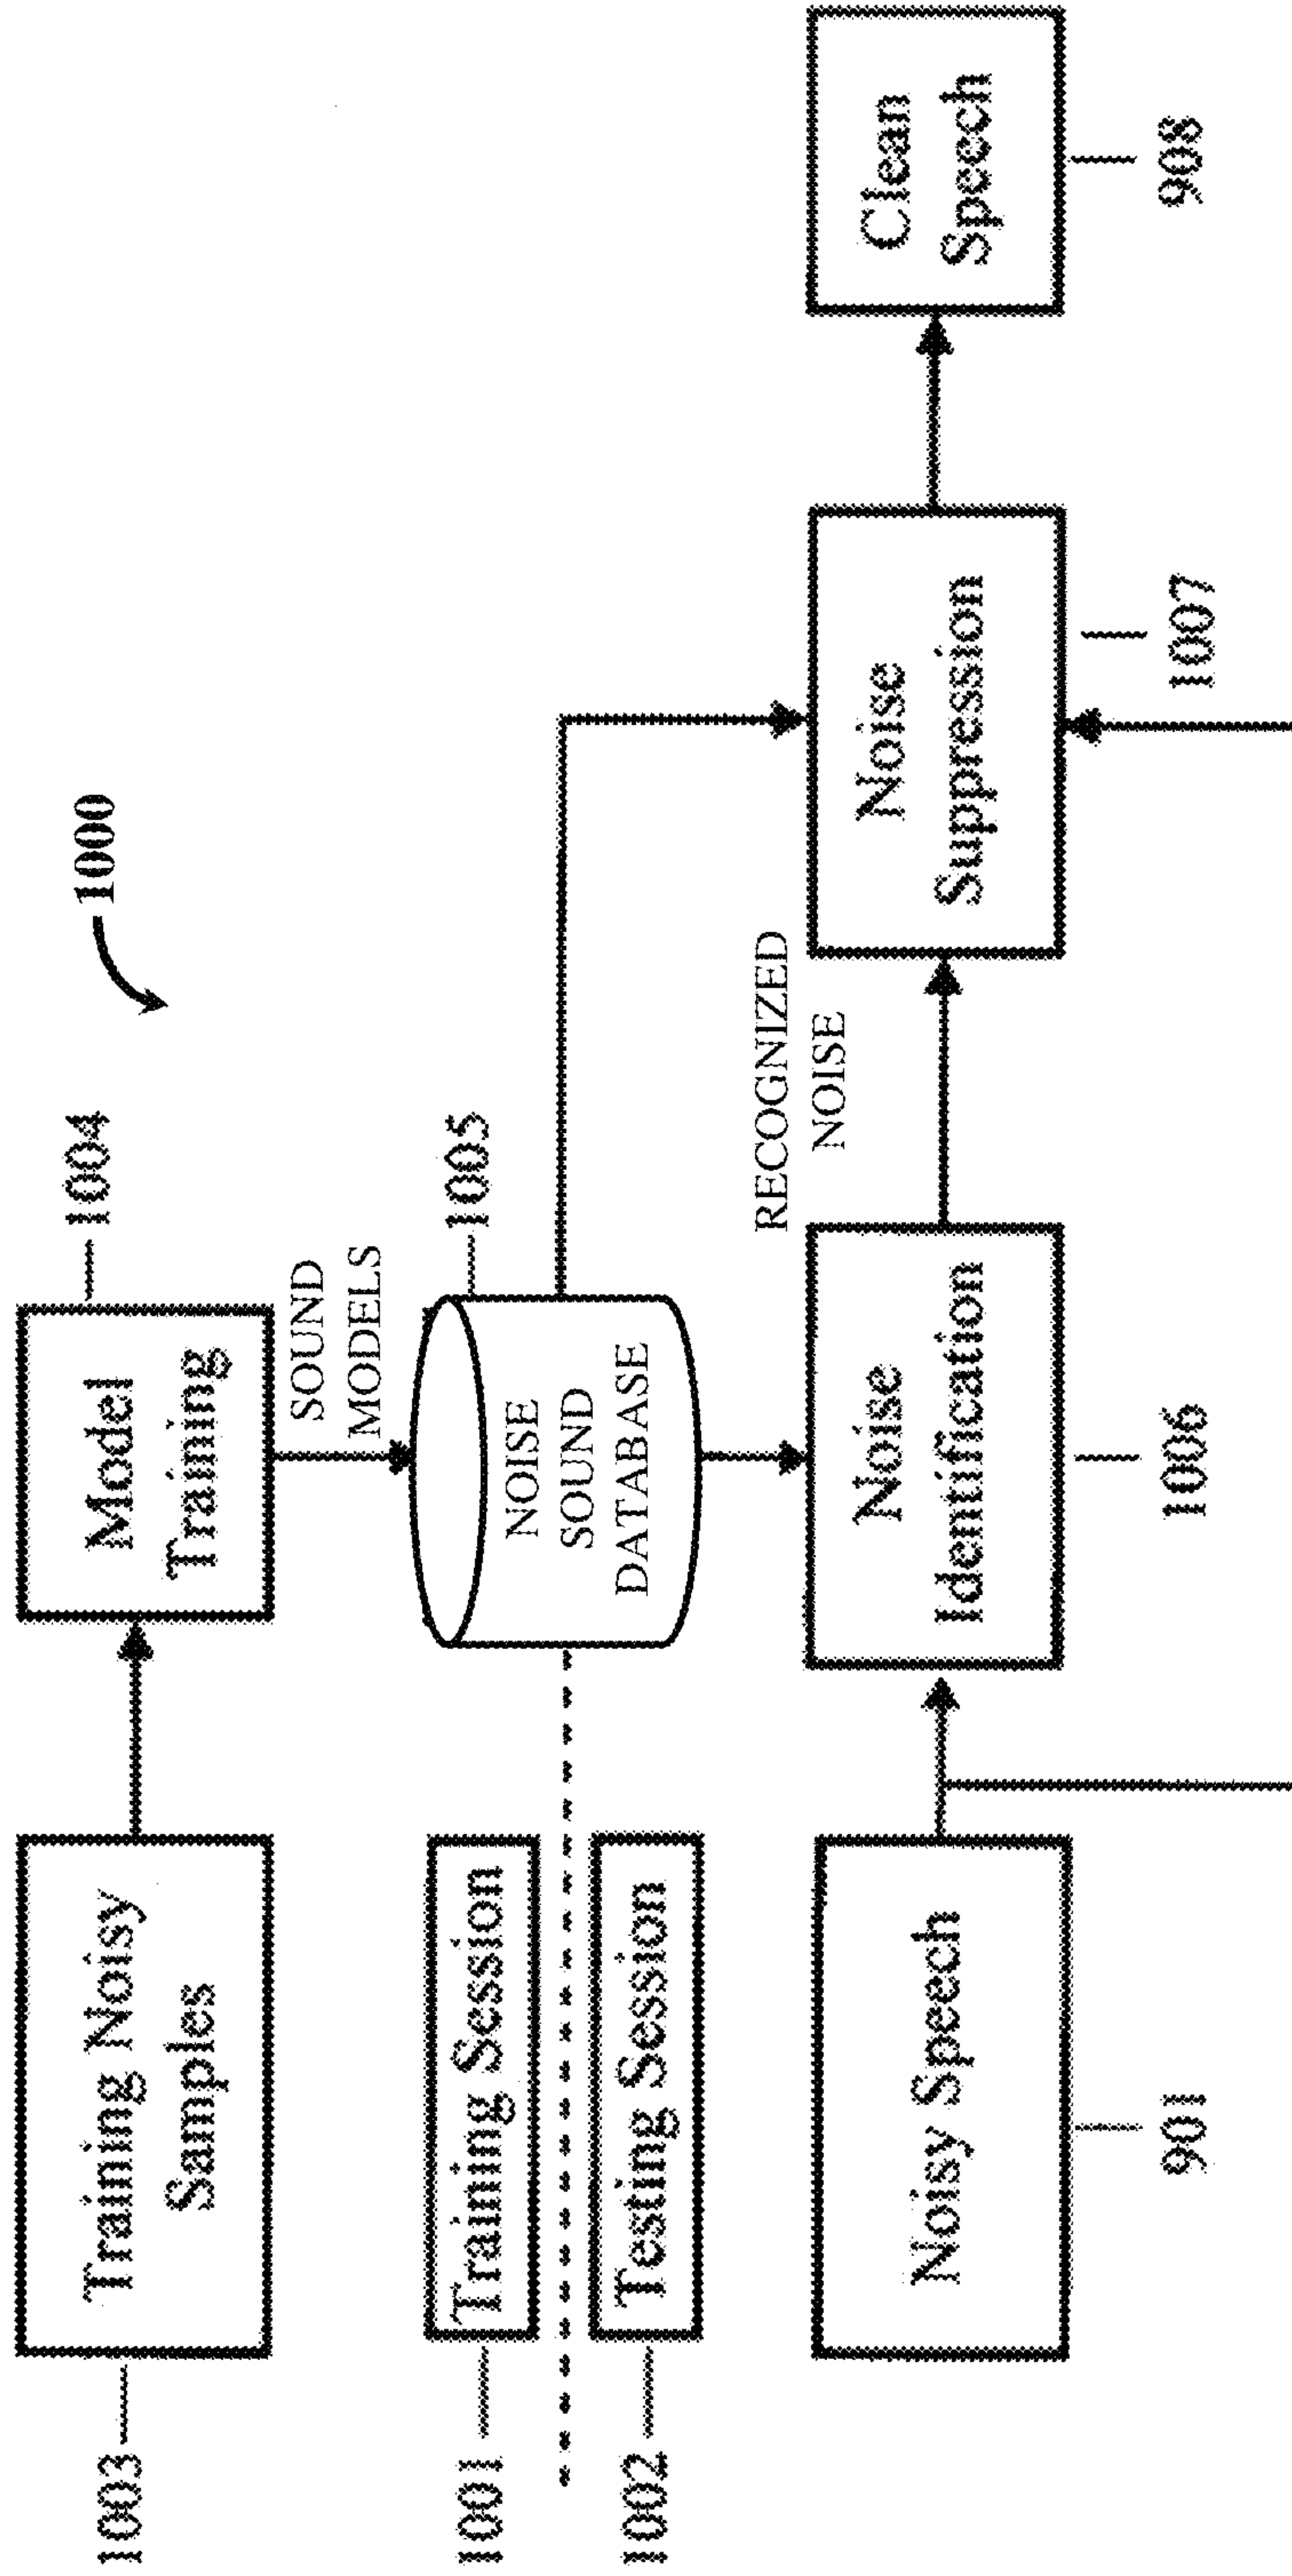 1000
1003
Training Noisy
Samples
Model
Training
1004
SOUND
MODELS
1001
Training Session
1005
NOISE
SOUND
DATABASE
1002
Testing Session
RECOGNIZED
NOISE
Noisy Speech
901
Noise
Identification
1006
Noise
Suppression
1007
Clean
Speech
908